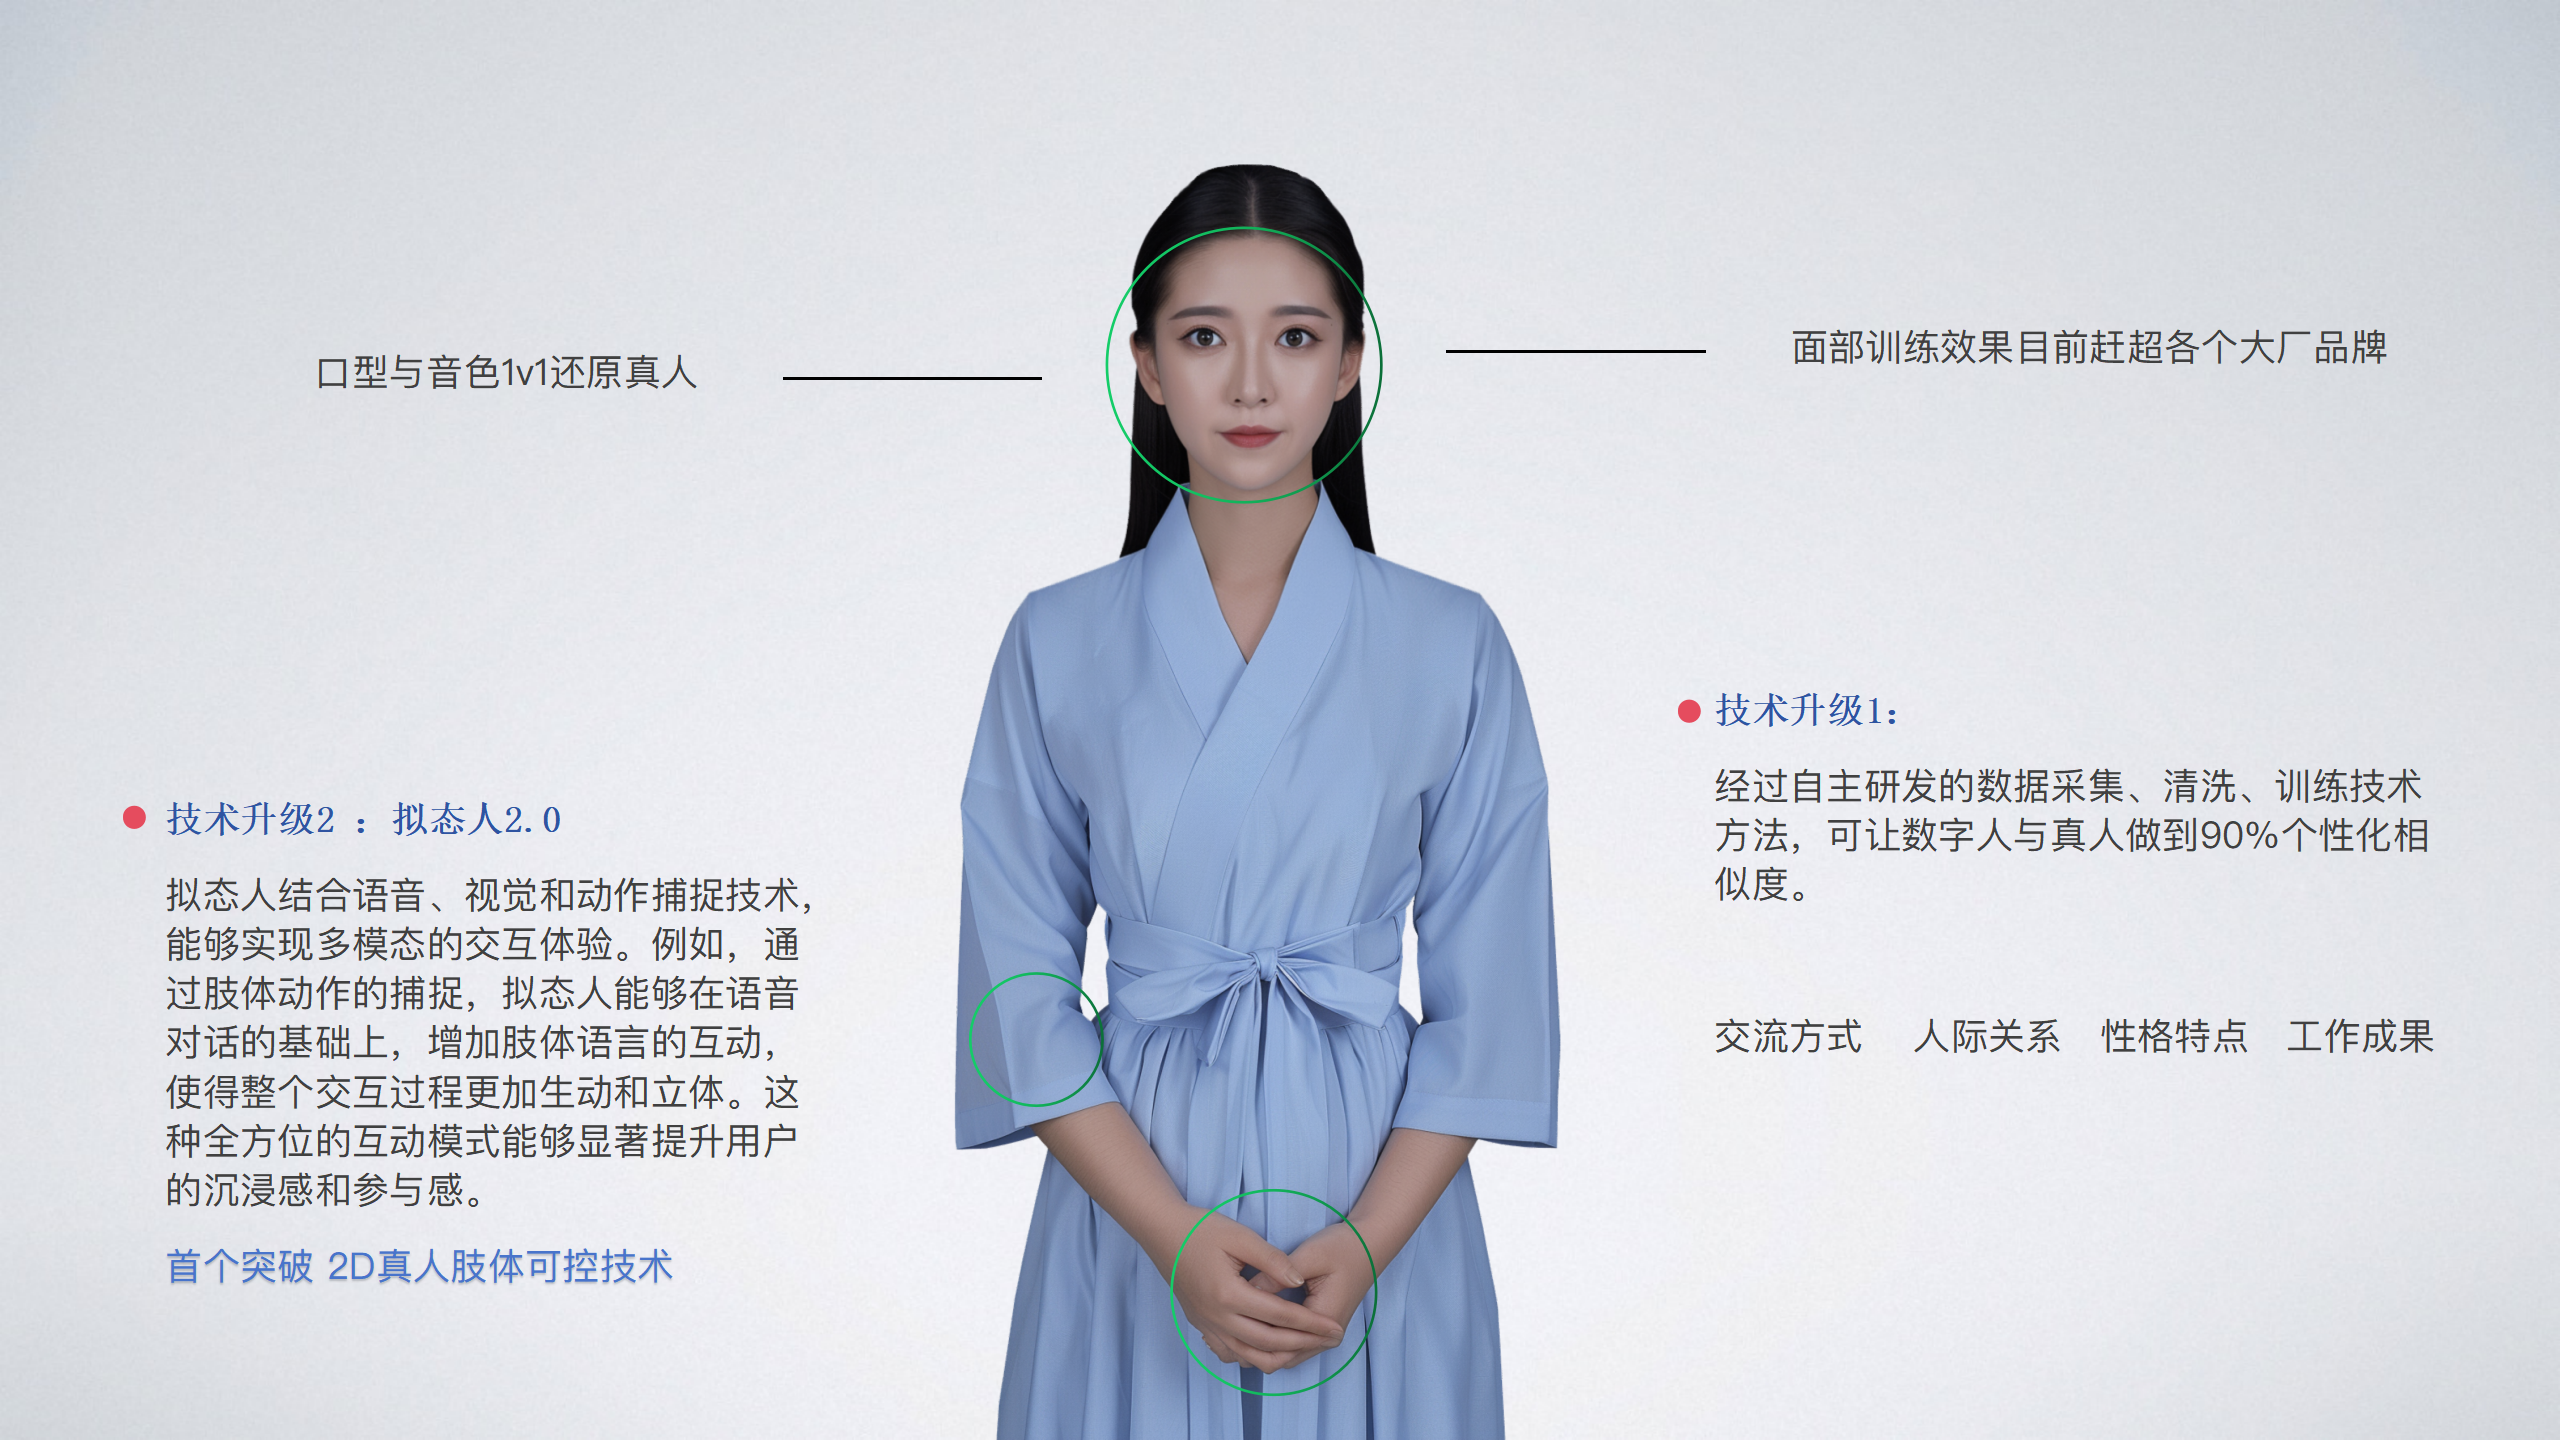 口型与音色1v1还原真人
面部训练效果目前赶超各个大厂品牌
技术升级2 ：拟态人2.0
拟态人结合语音、视觉和动作捕捉技术，
能够实现多模态的交互体验。例如，通
过肢体动作的捕捉，拟态人能够在语音
对话的基础上，增加肢体语言的互动，
使得整个交互过程更加生动和立体。这
种全方位的互动模式能够显著提升用户
的沉浸感和参与感。
首个突破 2D真人肢体可控技术
技术升级1：
经过自主研发的数据采集、清洗、训练技术
方法，可让数字人与真人做到90%个性化相
似度。
交流方式 人际关系 性格特点 工作成果